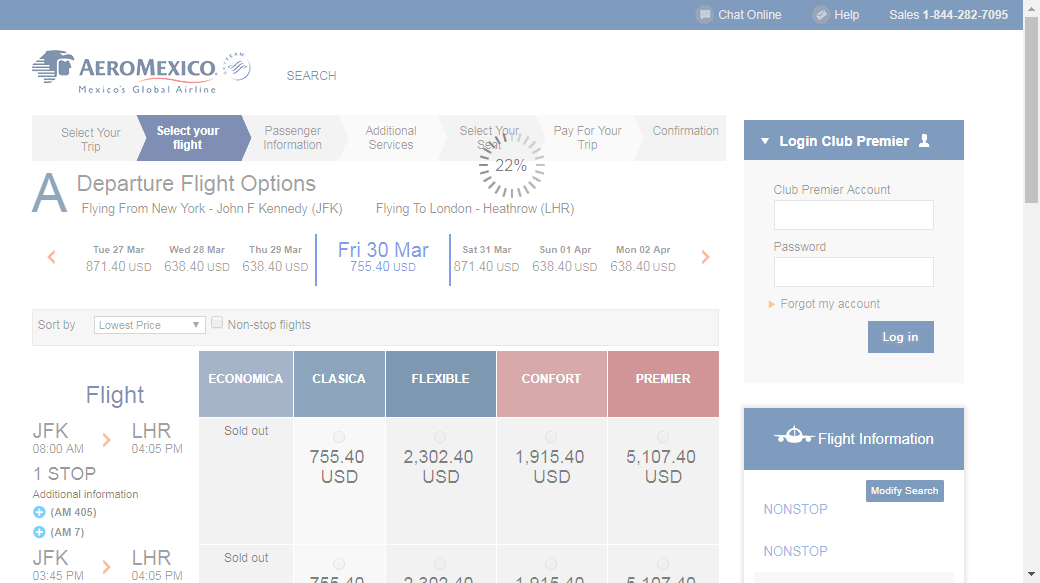 Chat Online
Help
Sales 1-844-282-7095
AEROMEXICO.
SKYTEAM
Mexico's Global Airline
SEARCH
Select Your
Trip
Select your
flight
Passenger
Information
Additional
Services
Select Your
Seat
Pay For Your
Trip
Confirmation
22%
A
Departure Flight Options
Flying From New York - John F Kennedy (JFK)
Flying To London - Heathrow (LHR)
Tue 27 Mar
871.40 USD
Wed 28 Mar
638.40 USD
Thu 29 Mar
638.40 USD
Fri 30 Mar
755.40 USD
Sat 31 Mar
871.40 USD
Sun 01 Apr
638.40 USD
Mon 02 Apr
638.40 USD
Sort by
Lowest Price
Non-stop flights
Flight
ECONOMICA
CLASICA
FLEXIBLE
CONFORT
PREMIER
JFK
08:00 AM
LHR
04:05 PM
1 STOP
Additional information
(AM 405)
(AM 7)
Sold out
755.40
USD
2,302.40
USD
1,915.40
USD
5,107.40
USD
JFK
03:45 PM
LHR
04:05 PM
Sold out
755.40
2,302.40
1,915.40
5,107.40
Login Club Premier
Club Premier Account
Password
Forgot my account
Log in
Flight Information
Modify Search
NONSTOP
NONSTOP